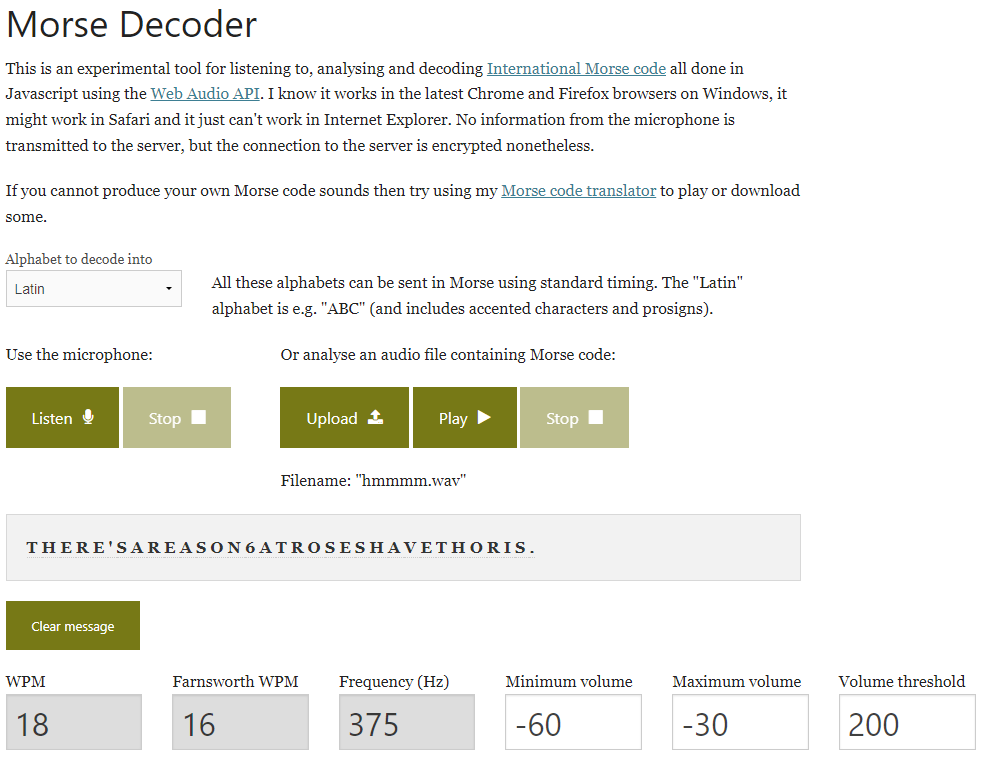 Morse Decoder
This is an experimental tool for listening to, analysing and decoding International Morse code all done in
Javascript using the Web Audio API. I know it works in the latest Chrome and Firefox browsers on Windows, it
might work in Safari and it just can't work in Internet Explorer. No information from the microphone is
transmitted to the server, but the connection to the server is encrypted nonetheless.
If you cannot produce your own Morse code sounds then try using my Morse code translator to play or download
some.
Alphabet to decode into
Latin
All these alphabets can be sent in Morse using standard timing. The "Latin"
alphabet is e.g. "ABC" (and includes accented characters and prosigns).
Use the microphone:
Or analyse an audio file containing Morse code:
Listen Stop Upload Play Stop
Filename: "hmmmm.wav"
T H E R E ' S A R E A S O N 6 A T R O S E S H A V E T H O R I S .
Clear message
WPM Farnsworth WPM Frequency (Hz) Minimum volume Maximum volume Volume threshold
18 16 375 -60 -30 200